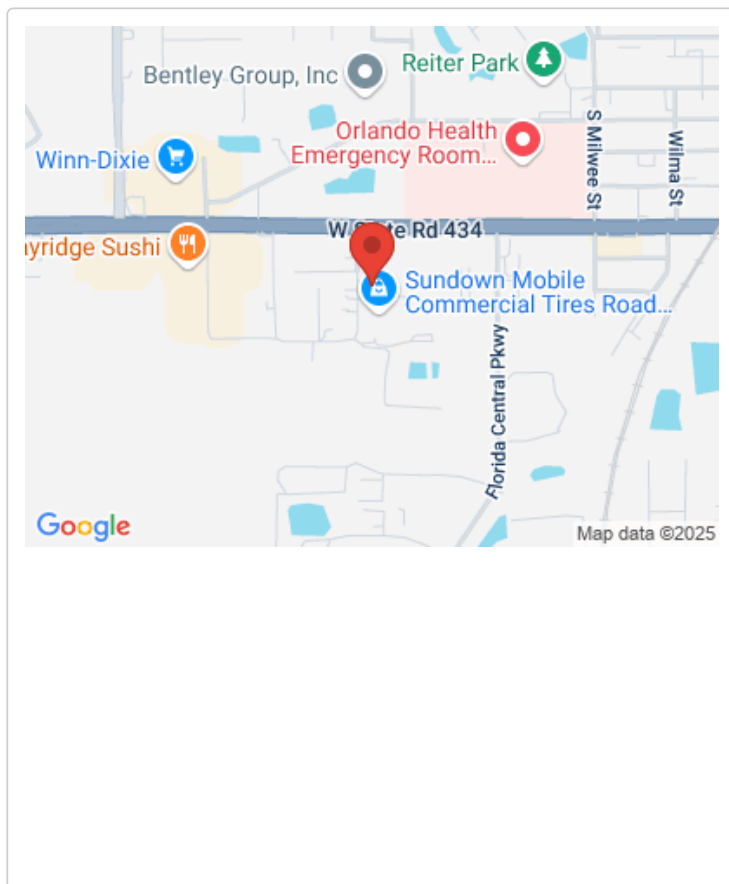 Bentley Group, Inc
Reiter Park
Orlando Health
Emergency Room...
S Milwee St
Wilma St
Winn-Dixie
W State Rd 434
ayridge Sushi
Sundown Mobile
Commercial Tires Road...
Florida Central Pkwy
Google
Map data ©2025